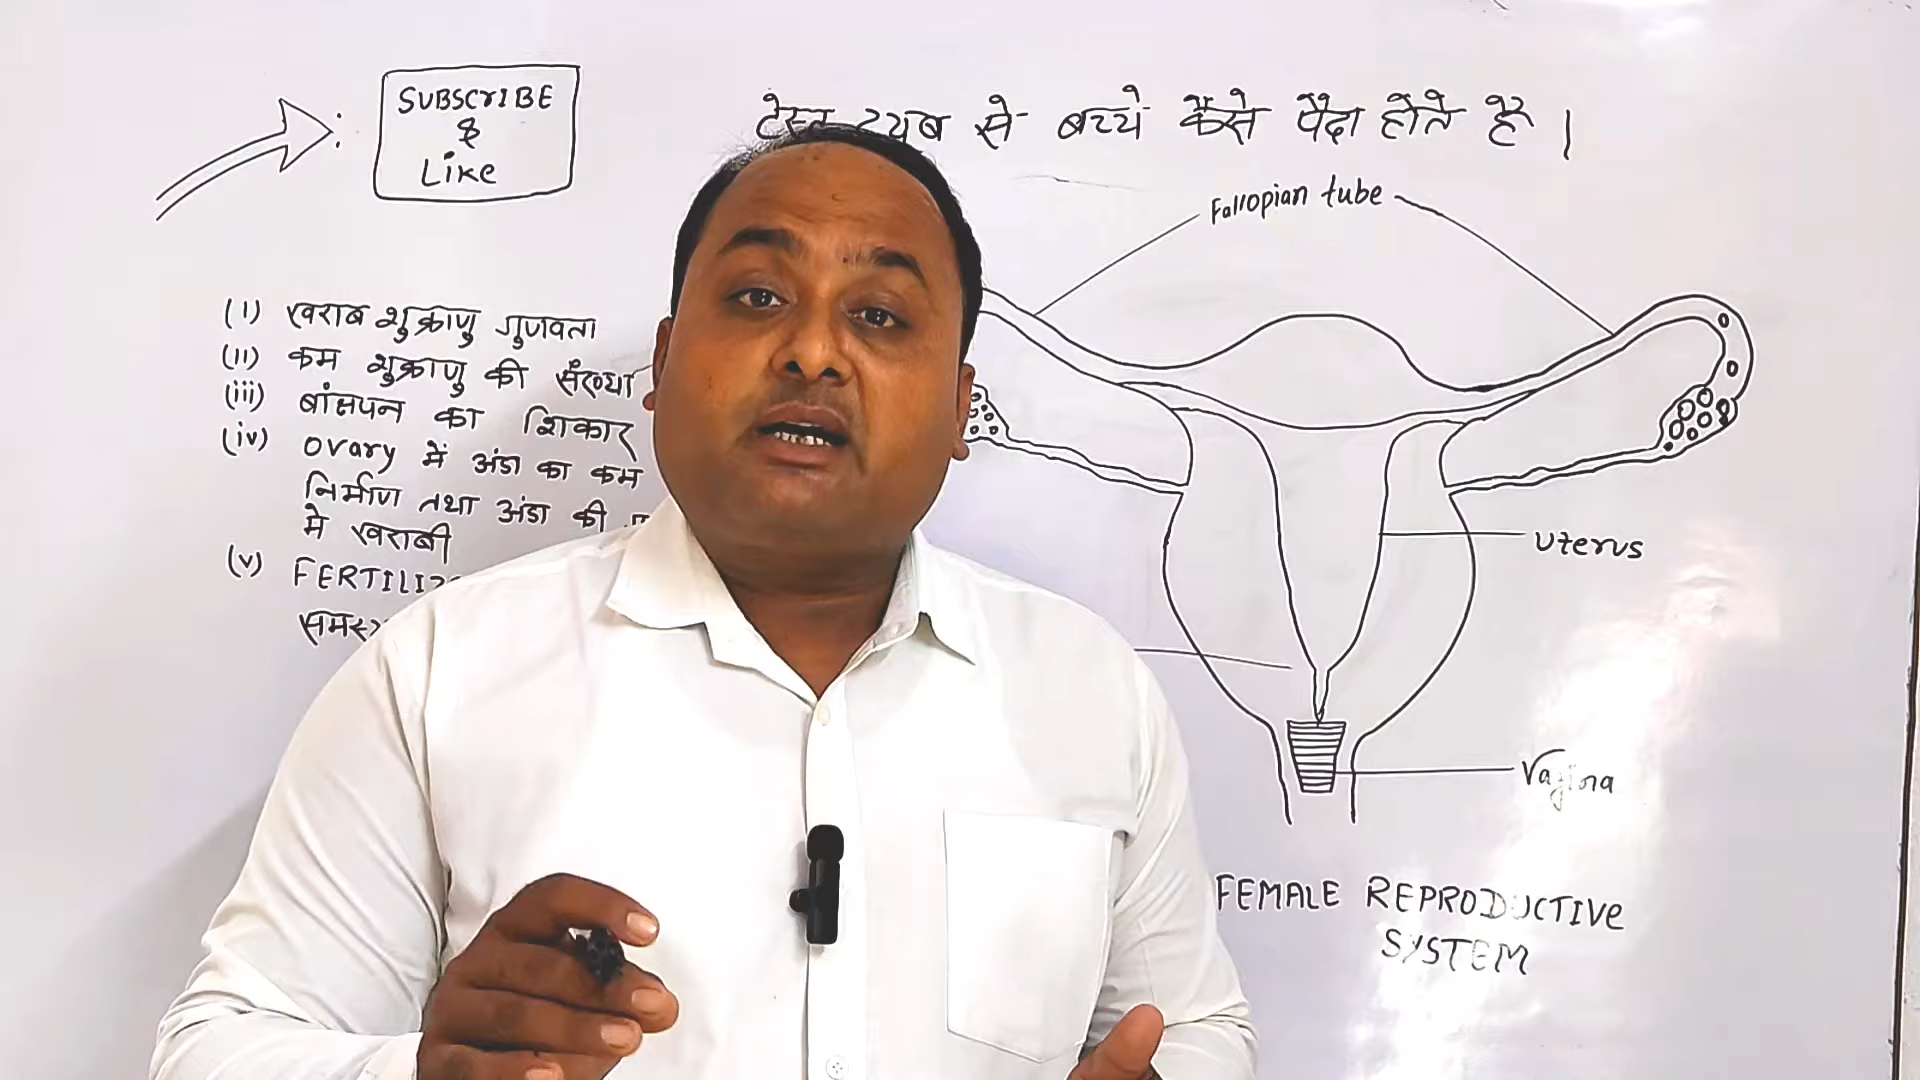 SUBSCRIBE
&
Like
टेस्ट ट्यूब से बच्चे कैसे पैदा होते है।
Fallopian tube
(i) खराब शुक्राणु गुणवता
(ii) कम शुक्राणु की संख्या
(iii) बांझपन का शिकार
(iv) ovary में अंडा का कम
निर्माण तथा अंडा की
मे खराबी
(v)
uterus
Vagina
FEMALE REPRODUCTIVE
SYSTEM